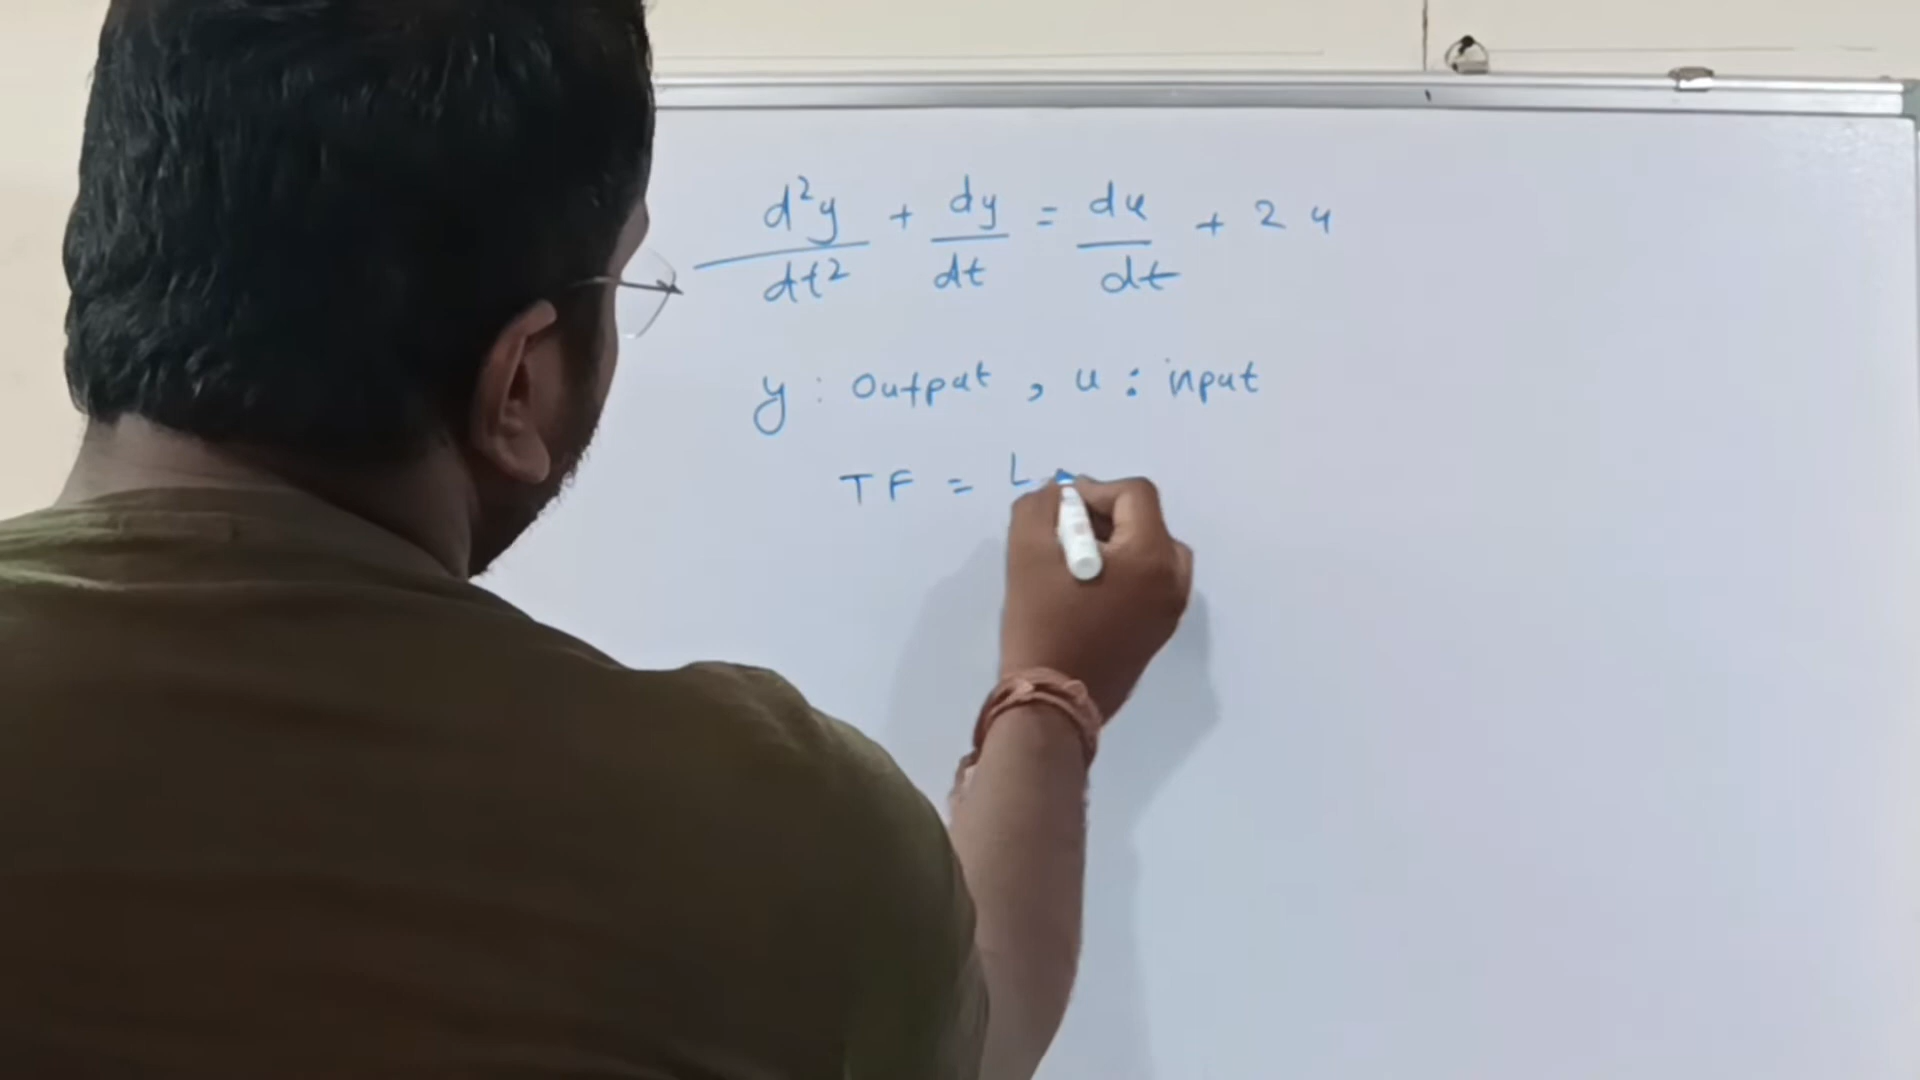 d²y/dt² + dy/dt = du/dt + 2u
y : Output , u : input
TF = L